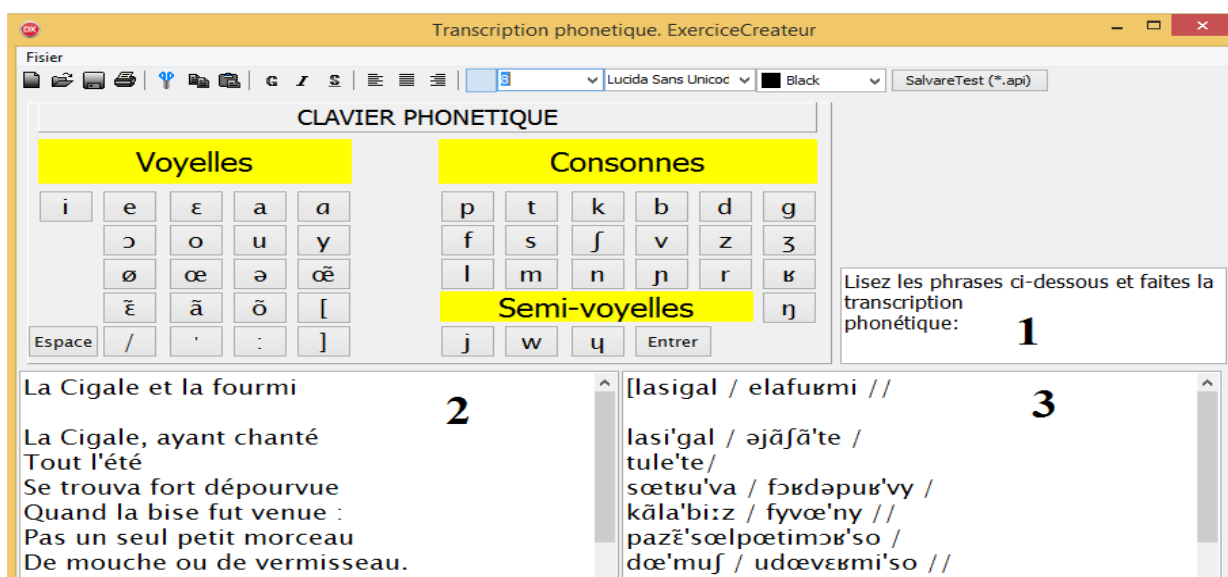 Transcription phonetique. ExerciceCreateur
Fisier
G I S 8 Lucida Sans Unicod Black SalvareTest (*.api)
CLAVIER PHONETIQUE
Voyelles Consonnes
i e ɛ a ɑ p t k b d g
ɔ o u y f s ʃ v z ʒ
ø œ ə œ̃ l m n ɲ r ʁ
ɛ̃ ã õ [ Semi-voyelles ŋ
Espace / ' : ] j w ɥ Entrer
Lisez les phrases ci-dessous et faites la
transcription
phonétique: 1
La Cigale et la fourmi
2
La Cigale, ayant chanté
Tout l'été
Se trouva fort dépourvue
Quand la bise fut venue :
Pas un seul petit morceau
De mouche ou de vermisseau.
[lasigal / elafuʁmi //
3
lasi'gal / əjãʃã'te /
tule'te/
sœtʁu'va / fɔʁdəpuʁ'vy /
kãla'biːz / fyvœ'ny //
pazɛ̃'sœlpœtimɔʁ'so /
dœ'muʃ / udœvɛʁmi'so //